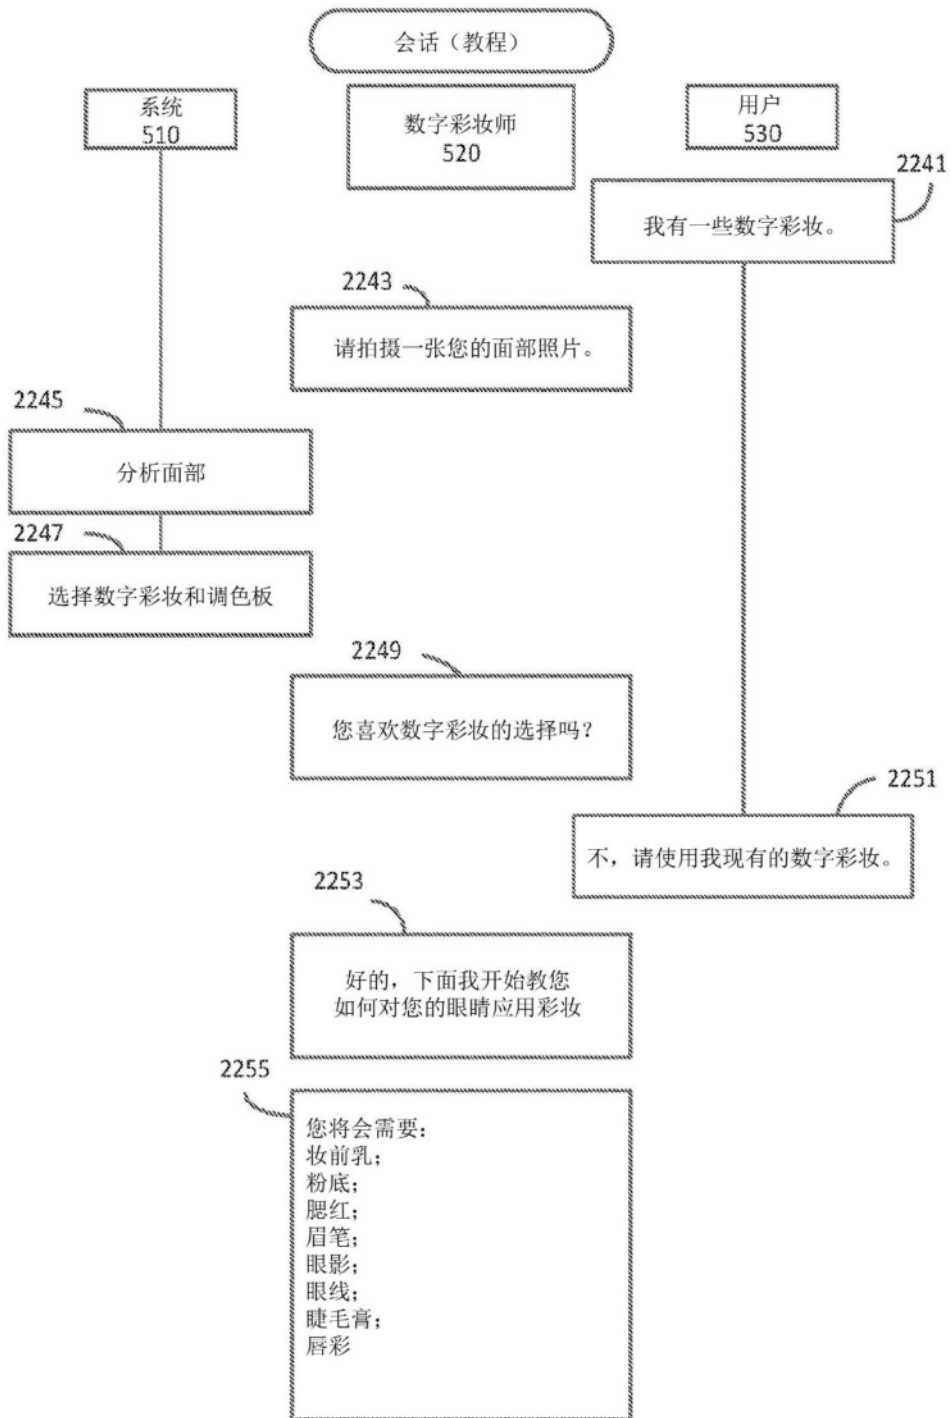 会话（教程）
系统
510
数字彩妆师
520
用户
530
2241
我有一些数字彩妆。
2243
请拍摄一张您的面部照片。
2245
分析面部
2247
选择数字彩妆和调色板
2249
您喜欢数字彩妆的选择吗？
2251
不，请使用我现有的数字彩妆。
2253
好的，下面我开始教您
如何对您的眼睛应用彩妆
2255
您将会需要：
妆前乳；
粉底；
腮红；
眉笔；
眼影；
眼线；
睫毛膏；
唇彩